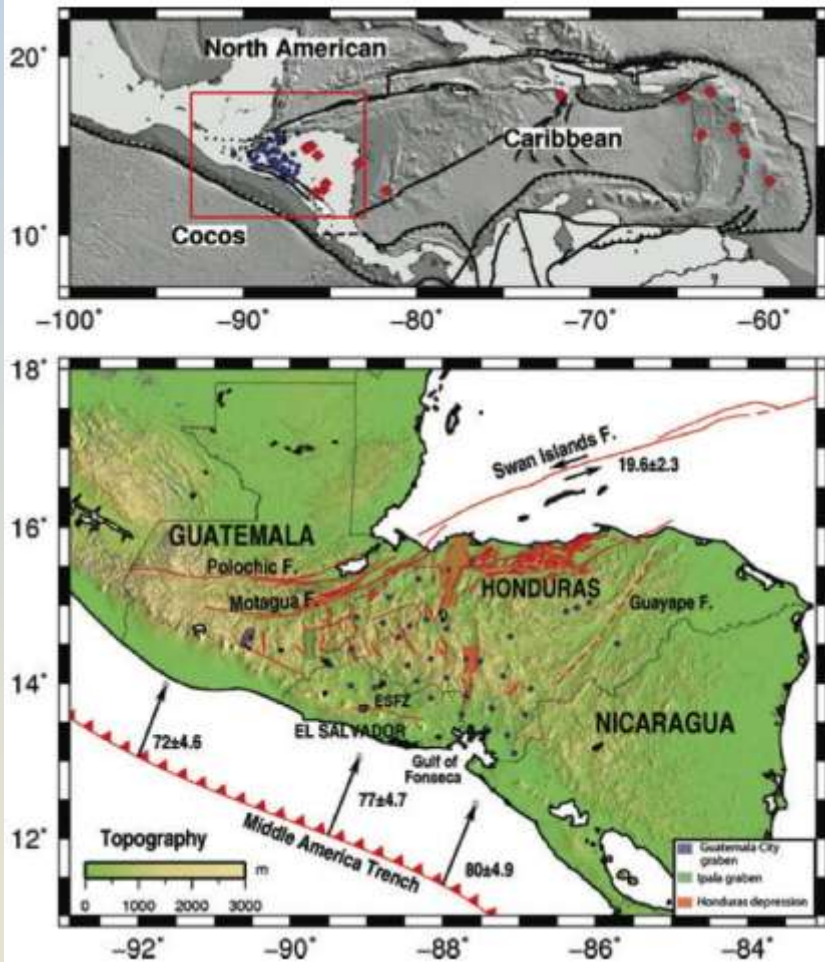 20°
North American
Caribbean
Cocos
10°
−100° −90° −80° −70° −60°
18°
Swan Islands F.
19.6±2.3
GUATEMALA
16°
Polochic F.
HONDURAS
Motagua F.
Guayape F.
14°
ESFZ
72±4.6
EL SALVADOR
NICARAGUA
Gulf of
Fonseca
77±4.7
Middle America Trench
80±4.9
12°
Topography
m
0 1000 2000 3000
Guatemala City
graben
Ipala graben
Honduras depression
−92° −90° −88° −86° −84°